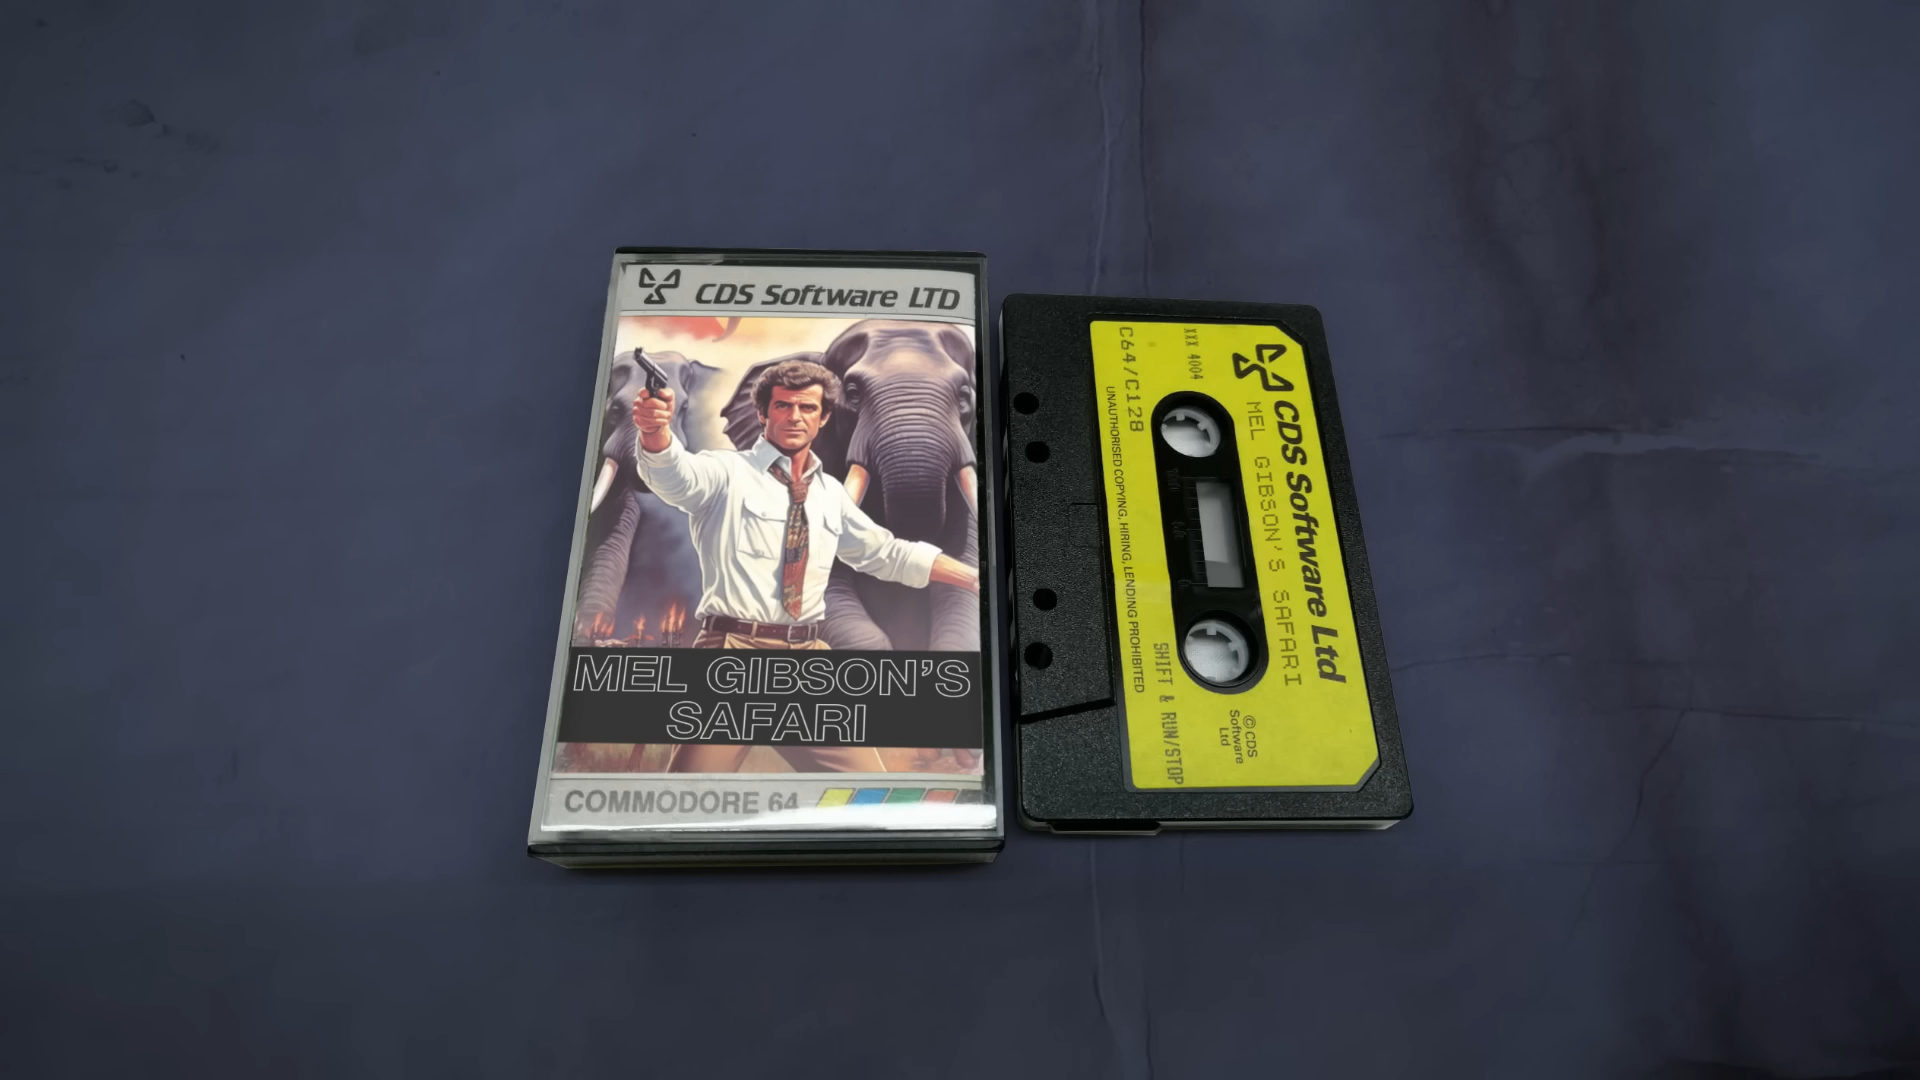 CDS Software LTD
MEL GIBSON'S
SAFARI
COMMODORE 64
CDS Software Ltd
MEL GIBSON'S SAFARI
XXX 4004
C64/C128
UNAUTHORISED COPYING, HIRING, LENDING PROHIBITED
SHIFT & RUN/STOP
© CDS
Software
Ltd